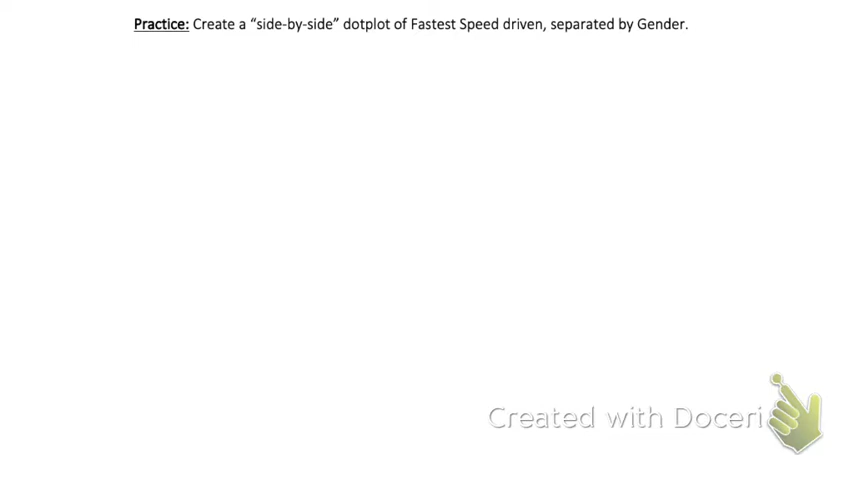 Practice: Create a “side-by-side” dotplot of Fastest Speed driven, separated by Gender.
Created with Doceri